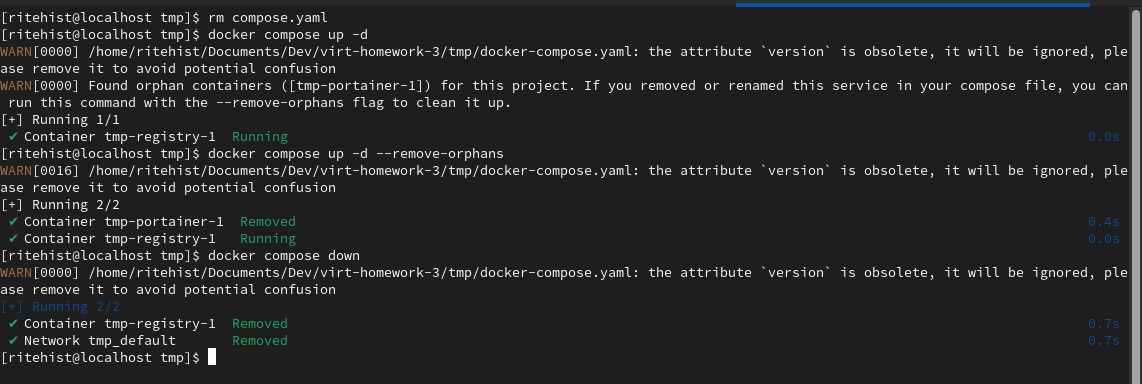 [ritehist@localhost tmp]$ rm compose.yaml
[ritehist@localhost tmp]$ docker compose up -d
WARN[0000] /home/ritehist/Documents/Dev/virt-homework-3/tmp/docker-compose.yaml: the attribute `version` is obsolete, it will be ignored, ple
ase remove it to avoid potential confusion
WARN[0000] Found orphan containers ([tmp-portainer-1]) for this project. If you removed or renamed this service in your compose file, you can
 run this command with the --remove-orphans flag to clean it up.
[+] Running 1/1
 ✔ Container tmp-registry-1  Running 0.0s
[ritehist@localhost tmp]$ docker compose up -d --remove-orphans
WARN[0016] /home/ritehist/Documents/Dev/virt-homework-3/tmp/docker-compose.yaml: the attribute `version` is obsolete, it will be ignored, ple
ase remove it to avoid potential confusion
[+] Running 2/2
 ✔ Container tmp-portainer-1  Removed 0.4s
 ✔ Container tmp-registry-1   Running 0.0s
[ritehist@localhost tmp]$ docker compose down
WARN[0000] /home/ritehist/Documents/Dev/virt-homework-3/tmp/docker-compose.yaml: the attribute `version` is obsolete, it will be ignored, ple
ase remove it to avoid potential confusion
[+] Running 2/2
 ✔ Container tmp-registry-1  Removed 0.7s
 ✔ Network tmp_default       Removed 0.7s
[ritehist@localhost tmp]$